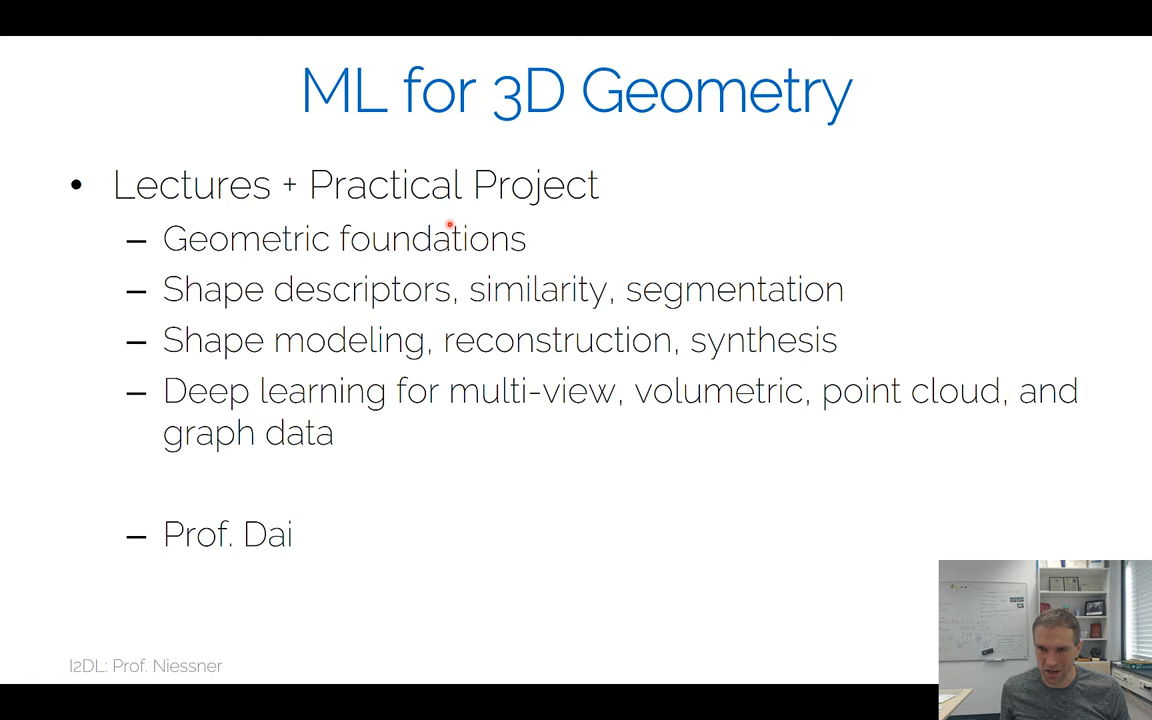 ML for 3D Geometry
• Lectures + Practical Project
– Geometric foundations
– Shape descriptors, similarity, segmentation
– Shape modeling, reconstruction, synthesis
– Deep learning for multi-view, volumetric, point cloud, and
graph data
– Prof. Dai
I2DL: Prof. Niessner